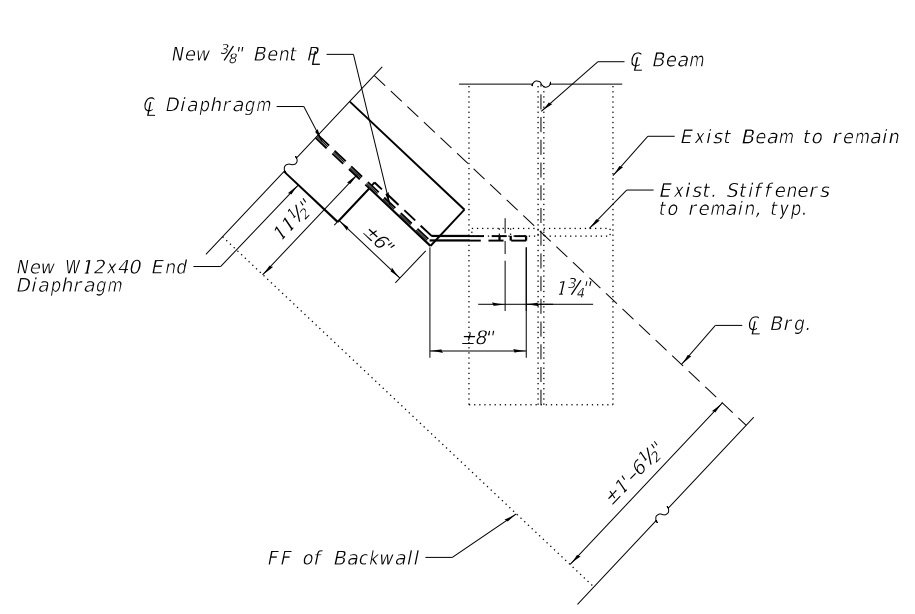 New ⅜" Bent ℄ Beam
℄ Diaphragm
Exist Beam to remain
Exist. Stiffeners
to remain, typ.
11½"
±6"
New W12x40 End
Diaphragm
1¾"
±8"
℄ Brg.
±1'-6½"
FF of Backwall